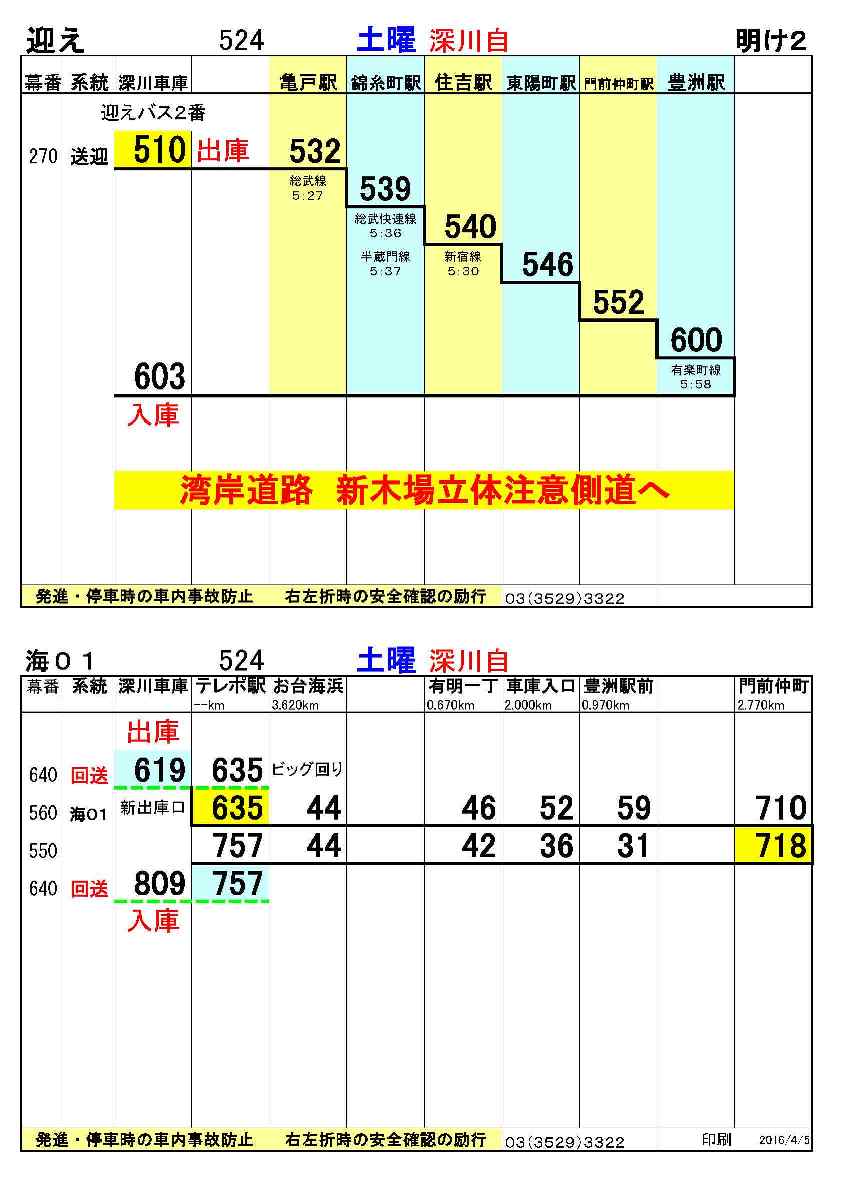 迎え 524 土曜 深川自 明け2
幕番 系統 深川車庫 亀戸駅 錦糸町駅 住吉駅 東陽町駅 門前仲町駅 豊洲駅
迎えバス2番
270 送迎 510 出庫 532
総武線
5:27
539
総武快速線
5:36
540
半蔵門線
5:37
新宿線
5:30
546
552
600
有楽町線
5:58
603
入庫
湾岸道路 新木場立体注意側道へ
発進・停車時の車内事故防止 右左折時の安全確認の励行 03(3529)3322
海01 524 土曜 深川自
幕番 系統 深川車庫 テレポ駅 お台海浜 有明一丁 車庫入口 豊洲駅前 門前仲町
--km 3.620km 0.670km 2.000km 0.970km 2.770km
出庫
640 回送 619 635 ビッグ回り
560 海01 新出庫口 635 44 46 52 59 710
550 757 44 42 36 31 718
640 回送 809 757
入庫
発進・停車時の車内事故防止 右左折時の安全確認の励行 03(3529)3322 印刷 2016/4/5